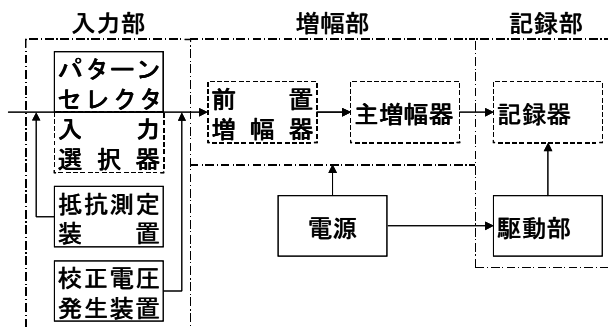 入力部
増幅部
記録部
パターン
セレクタ
入力
選択器
前置
増幅器
主増幅器
記録器
抵抗測定
装置
電源
駆動部
校正電圧
発生装置